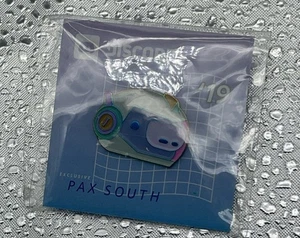 DISCORD
'19
EXCLUSIVE
PAX SOUTH